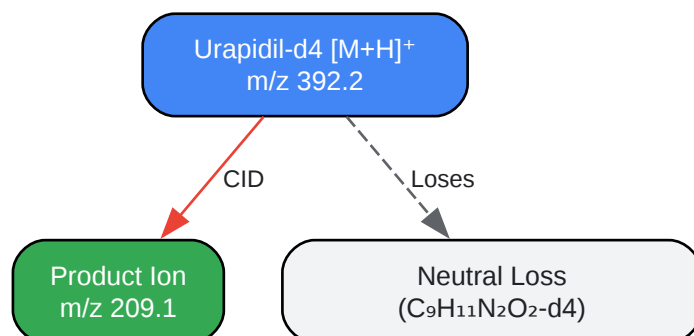 Urapidil-d4 [M+H]⁺
m/z 392.2
CID
Loses
Product Ion
m/z 209.1
Neutral Loss
(C₉H₁₁N₂O₂-d4)